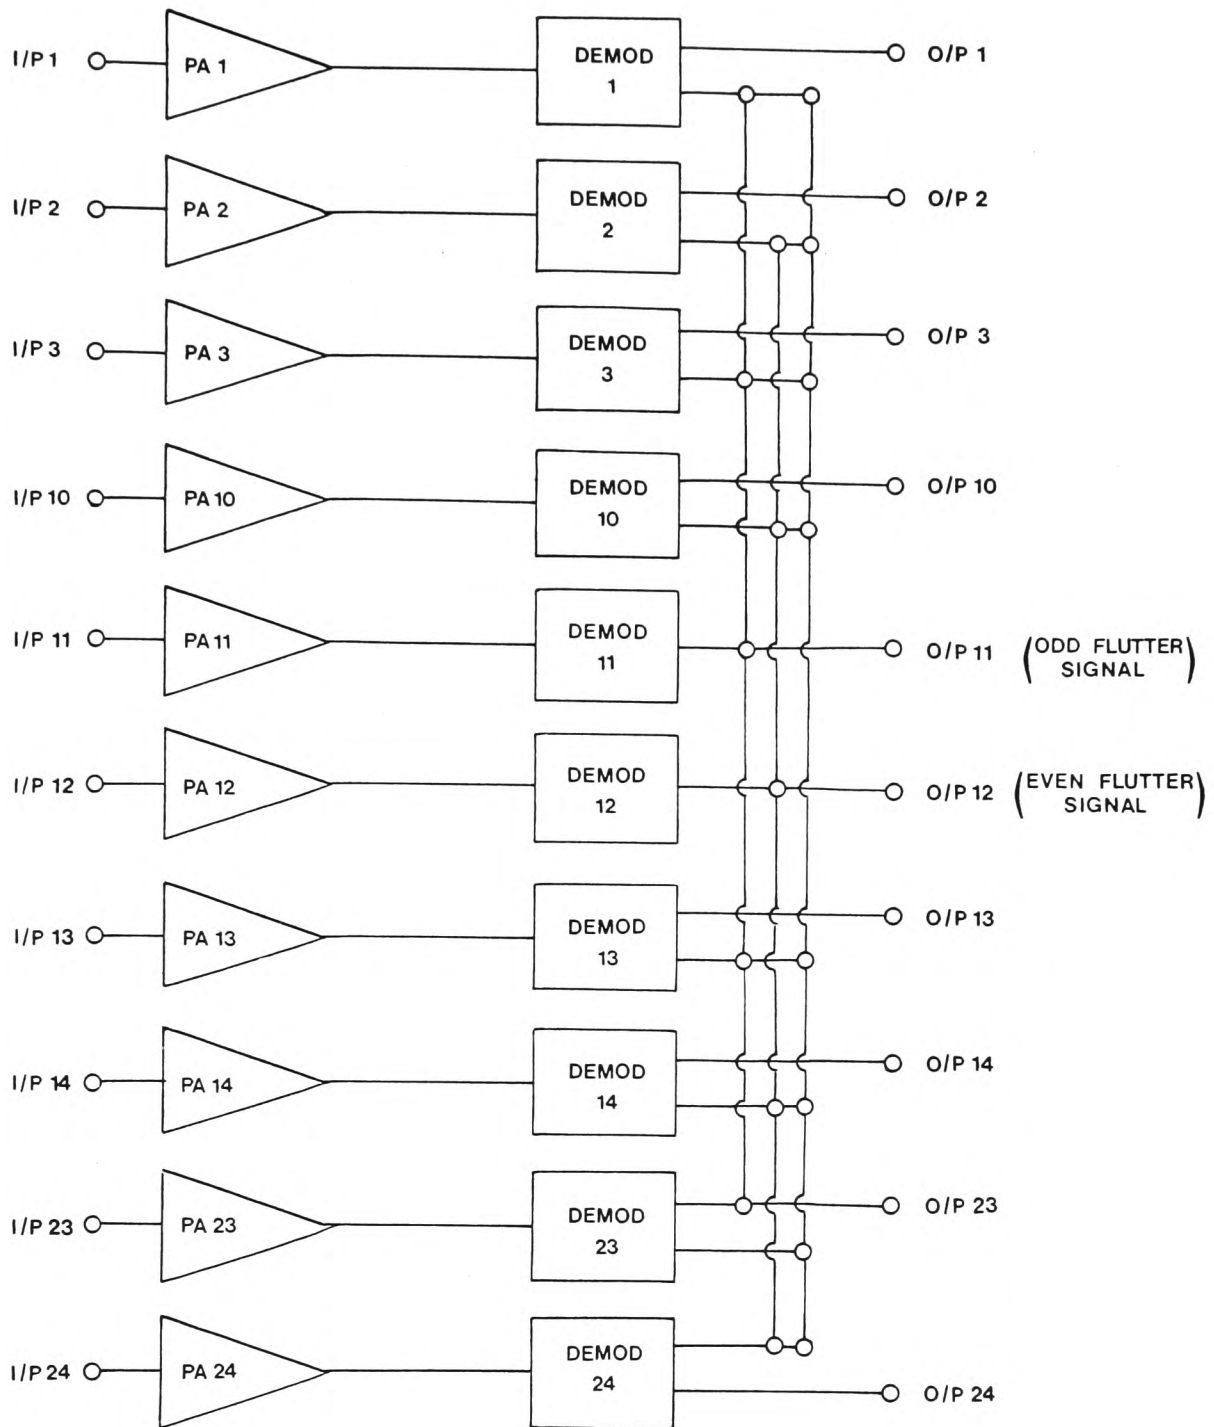 I/P 1
PA 1
DEMOD
1
O/P 1
I/P 2
PA 2
DEMOD
2
O/P 2
I/P 3
PA 3
DEMOD
3
O/P 3
I/P 10
PA 10
DEMOD
10
O/P 10
I/P 11
PA 11
DEMOD
11
O/P 11
(ODD FLUTTER
SIGNAL)
I/P 12
PA 12
DEMOD
12
O/P 12
(EVEN FLUTTER
SIGNAL)
I/P 13
PA 13
DEMOD
13
O/P 13
I/P 14
PA 14
DEMOD
14
O/P 14
I/P 23
PA 23
DEMOD
23
O/P 23
I/P 24
PA 24
DEMOD
24
O/P 24